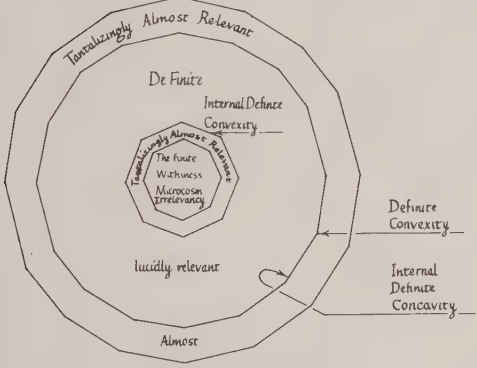 Tantalizingly Almost Relevant
De Finite
Internal Definite
Convexity
Tantalizingly Almost Relevant
The Finite
Withiness
Microcosm
Irrelevancy
Definite
Convexity
lucidly relevant
Internal
Definite
Concavity
Almost